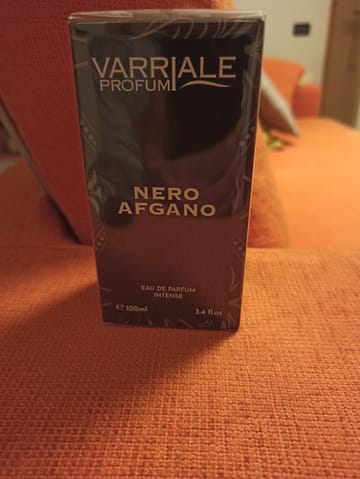 VARRIALE
PROFUMI
NERO
AFGANO
EAU DE PARFUM
INTENSE
℮ 100ml 3,4 fl oz